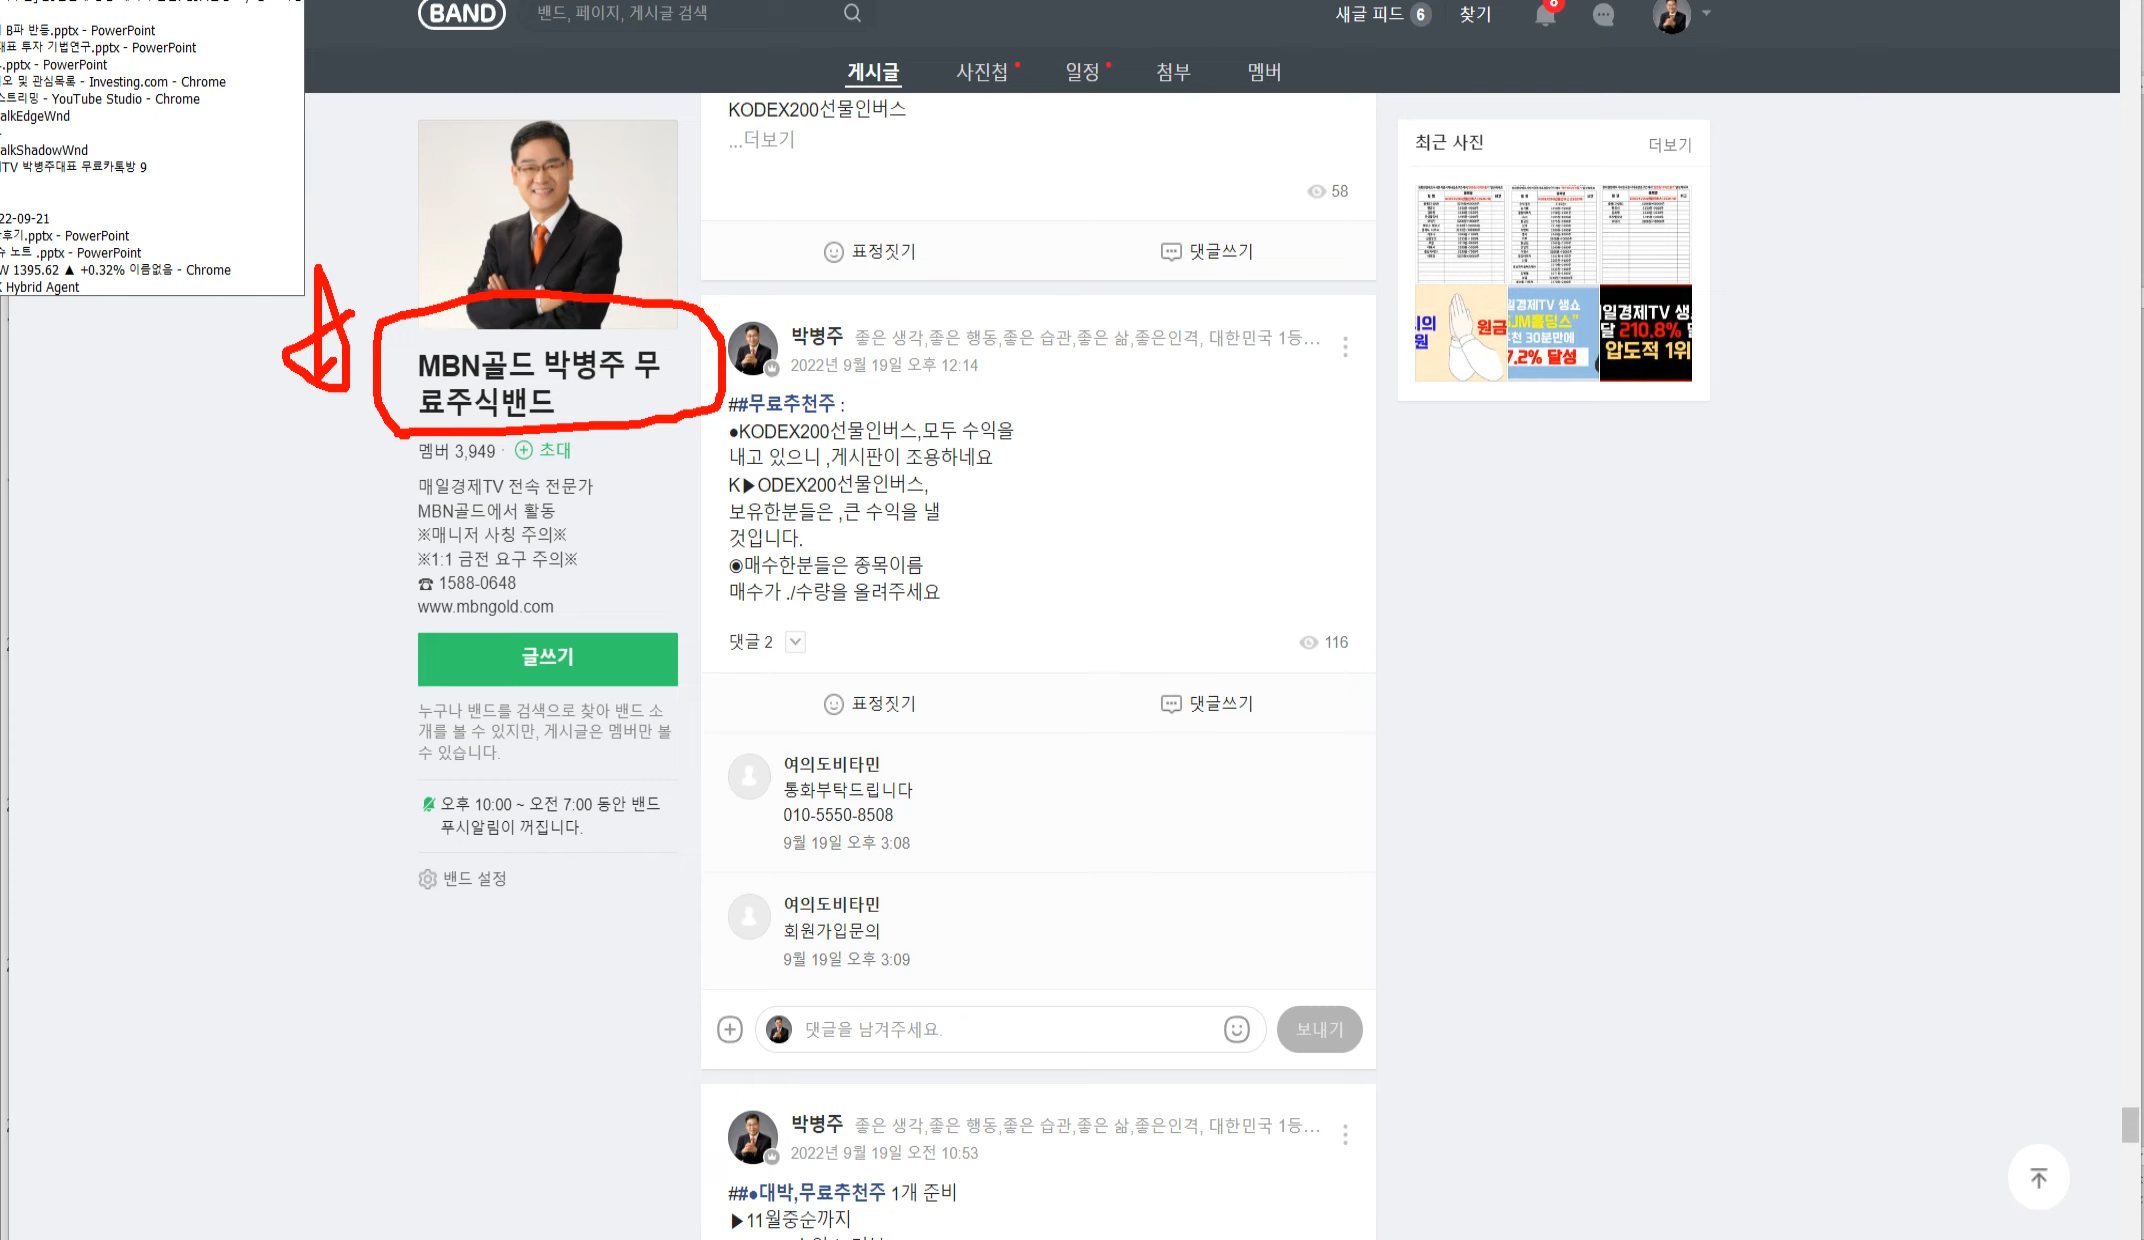 B파 반등.pptx - PowerPoint
대표 투자 기법연구.pptx - PowerPoint
.pptx - PowerPoint
오 및 관심목록 - Investing.com - Chrome
스트리밍 - YouTube Studio - Chrome
alkEdgeWnd
alkShadowWnd
TV 박병주대표 무료카톡방 9
22-09-21
후기.pptx - PowerPoint
노트 .pptx - PowerPoint
W 1395.62 ▲ +0.32% 이름없음 - Chrome
Hybrid Agent
BAND
밴드, 페이지, 게시글 검색
새글 피드 6
찾기
8
게시글
사진첩
일정
첨부
멤버
MBN골드 박병주 무
료주식밴드
멤버 3,949 · 초대
매일경제TV 전속 전문가
MBN골드에서 활동
※매니저 사칭 주의※
※1:1 금전 요구 주의※
☎ 1588-0648
www.mbngold.com
글쓰기
누구나 밴드를 검색으로 찾아 밴드 소
개를 볼 수 있지만, 게시글은 멤버만 볼
수 있습니다.
오후 10:00 ~ 오전 7:00 동안 밴드
푸시알림이 꺼집니다.
밴드 설정
KODEX200선물인버스
...더보기
58
표정짓기
댓글쓰기
박병주 좋은 생각,좋은 행동,좋은 습관,좋은 삶,좋은인격, 대한민국 1등...
2022년 9월 19일 오후 12:14
##무료추천주 :
●KODEX200선물인버스,모두 수익을
내고 있으니 ,게시판이 조용하네요
K▶ODEX200선물인버스,
보유한분들은 ,큰 수익을 낼
것입니다.
◉매수한분들은 종목이름
매수가 ./수량을 올려주세요
댓글 2
116
표정짓기
댓글쓰기
여의도비타민
통화부탁드립니다
010-5550-8508
9월 19일 오후 3:08
여의도비타민
회원가입문의
9월 19일 오후 3:09
댓글을 남겨주세요.
보내기
박병주 좋은 생각,좋은 행동,좋은 습관,좋은 삶,좋은인격, 대한민국 1등...
2022년 9월 19일 오전 10:53
##●대박,무료추천주 1개 준비
▶11월중순까지
최근 사진
더보기
의
원금
원
일경제TV 생쇼
JM홀딩스"
천 30분만에
7.2% 달성
일경제TV 생
달 210.8%
압도적 1위